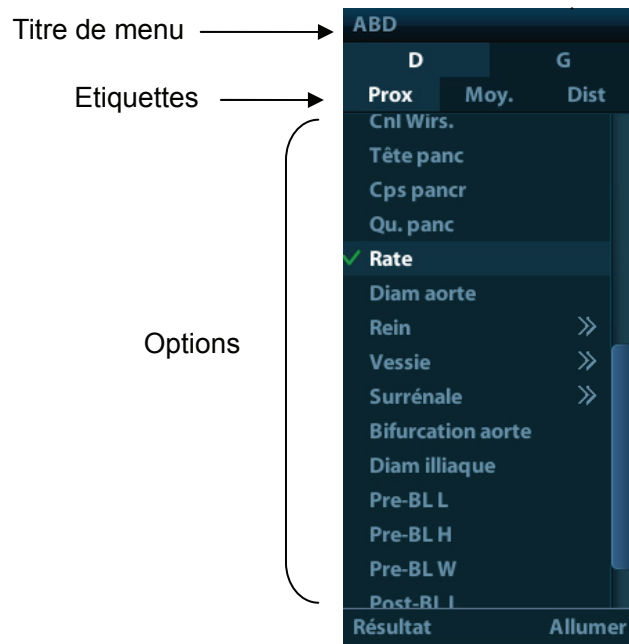 Titre de menu
ABD
D G
Etiquettes
Prox Moy. Dist
Cnl Wirs.
Tête panc
Cps pancr
Qu. panc
Rate
Diam aorte
Rein
Vessie
Surrénale
Options
Bifurcation aorte
Diam illiaque
Pre-BL L
Pre-BL H
Pre-BL W
Post-BL L
Résultat Allumer